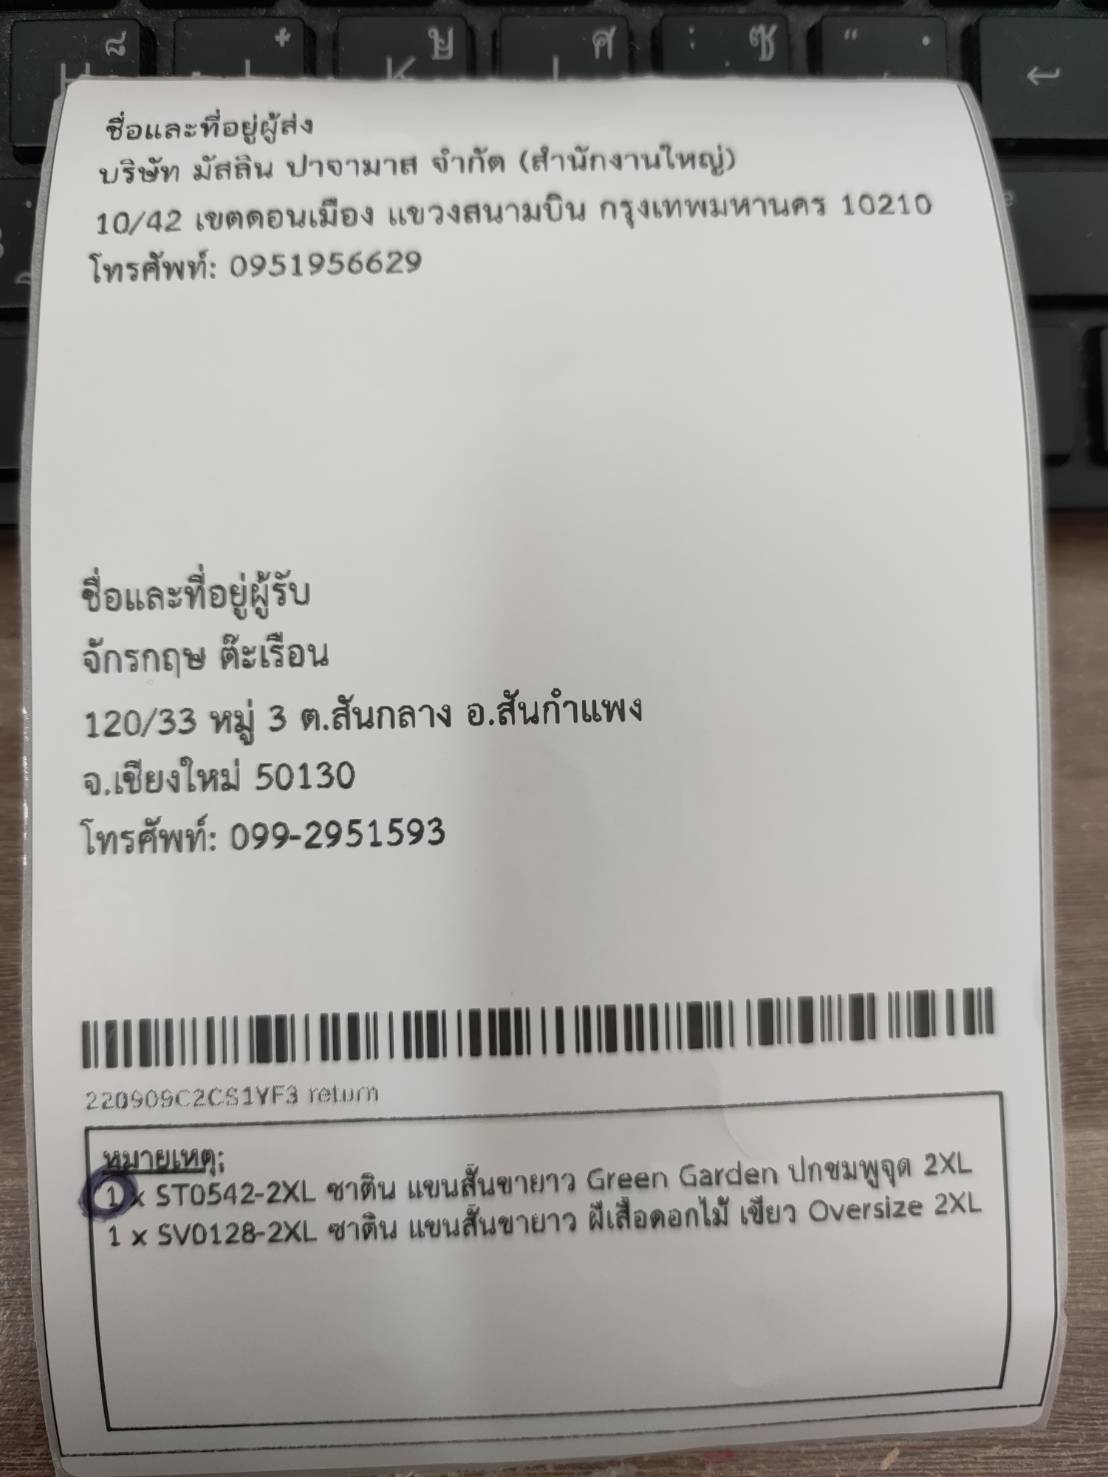 ชื่อและที่อยู่ผู้ส่ง
บริษัท มัสลิน ปาจามาส จำกัด (สำนักงานใหญ่)
10/42 เขตดอนเมือง แขวงสนามบิน กรุงเทพมหานคร 10210
โทรศัพท์: 0951956629
ชื่อและที่อยู่ผู้รับ
จักรกฤษ ต๊ะเรือน
120/33 หมู่ 3 ต.สันกลาง อ.สันกำแพง
จ.เชียงใหม่ 50130
โทรศัพท์: 099-2951593
220909C2CS1YF3 return
หมายเหตุ:
1 x ST0542-2XL ซาติน แขนสั้นขายาว Green Garden ปกชมพูจุด 2XL
1 x SV0128-2XL ซาติน แขนสั้นขายาว ผีเสื้อดอกไม้ เขียว Oversize 2XL